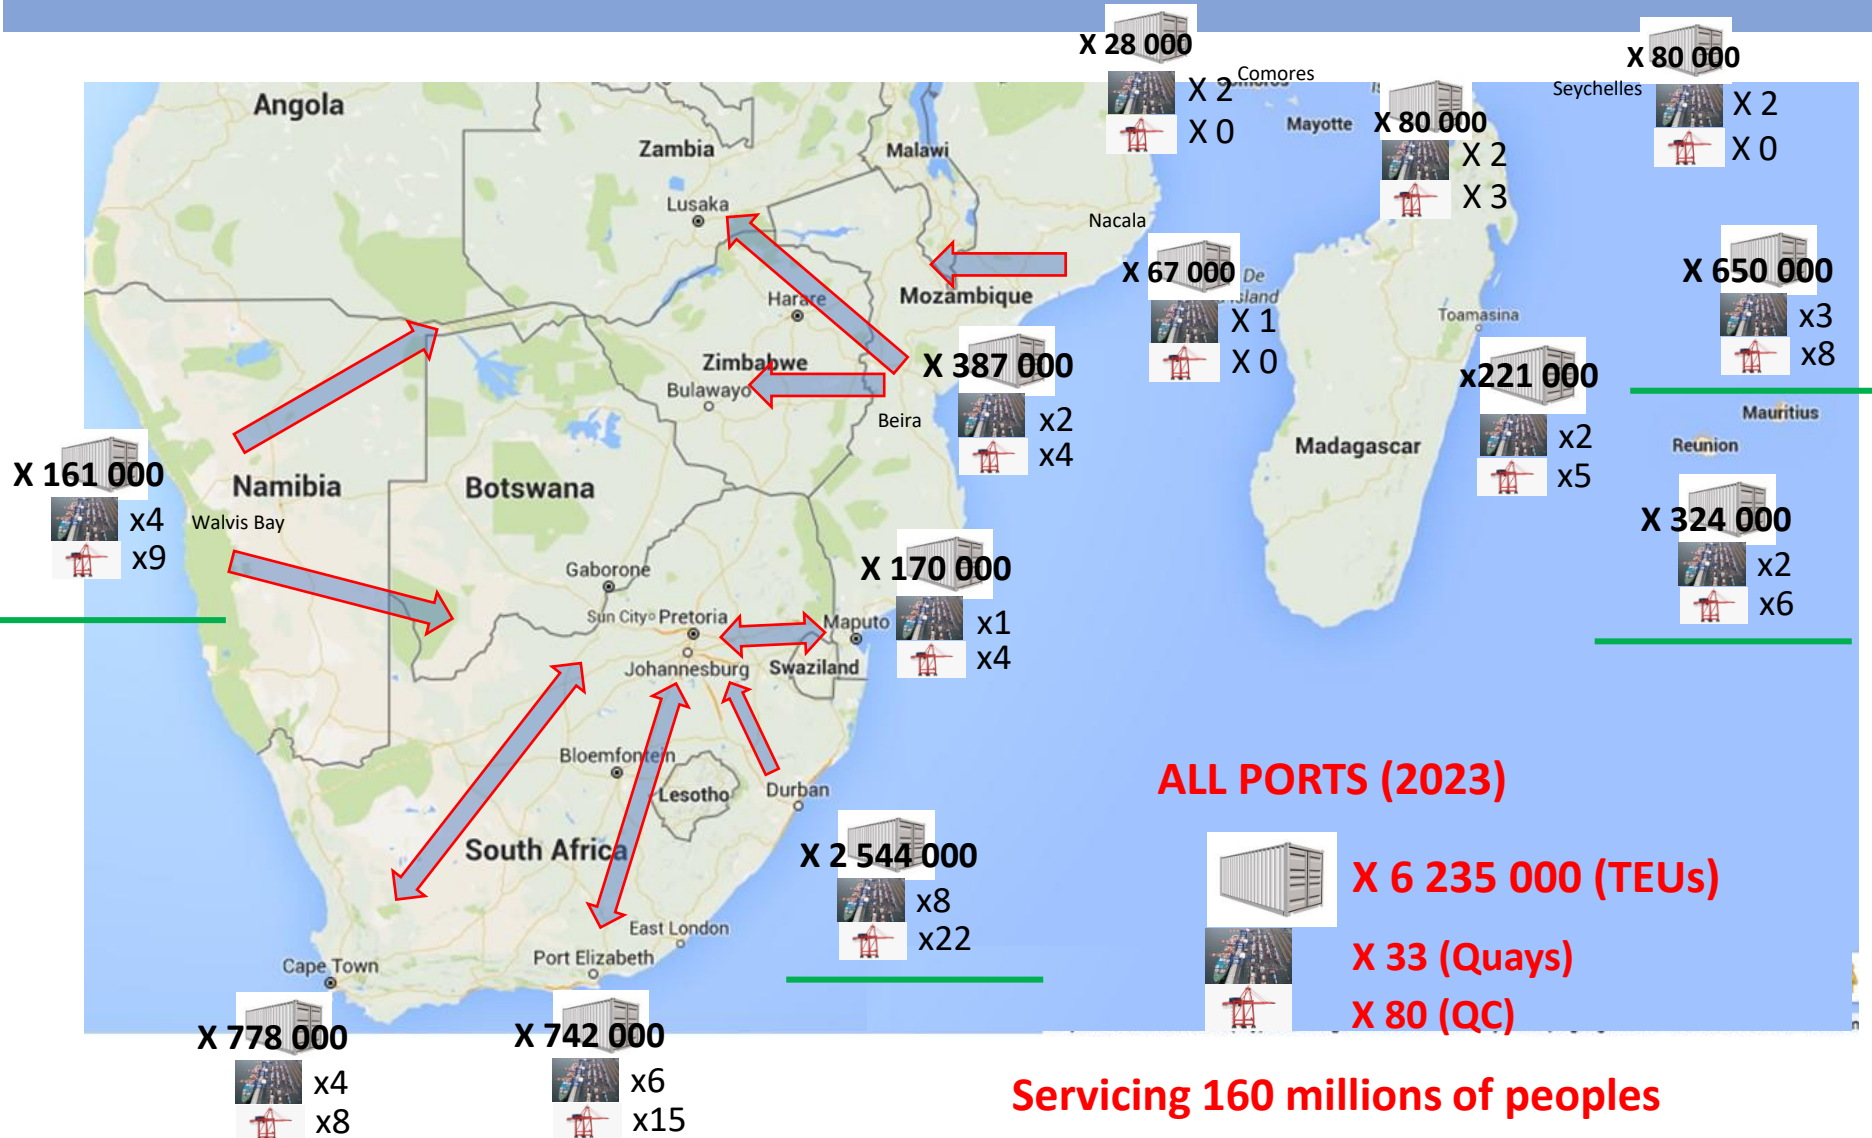 X 28 000
X 2
X 0
Comores
Comoros
X 80 000
Seychelles
X 2
X 0
Angola
Zambia
Malawi
Mayotte
X 80 000
X 2
X 3
Lusaka
Nacala
X 67 000
De
X 1
X 0
X 650 000
x3
x8
Harare
Mozambique
Toamasina
Zimbabwe
Bulawayo
X 387 000
x2
x4
Beira
x221 000
x2
x5
Mauritius
Reunion
Madagascar
X 161 000
x4
x9
Namibia
Botswana
Walvis Bay
X 324 000
x2
x6
Gaborone
X 170 000
x1
x4
Sun City
Pretoria
Maputo
Johannesburg
Swaziland
Bloemfontein
Lesotho
Durban
ALL PORTS (2023)
South Africa
X 2 544 000
x8
x22
X 6 235 000 (TEUs)
X 33 (Quays)
X 80 (QC)
East London
Port Elizabeth
Cape Town
X 778 000
x4
x8
X 742 000
x6
x15
Servicing 160 millions of peoples